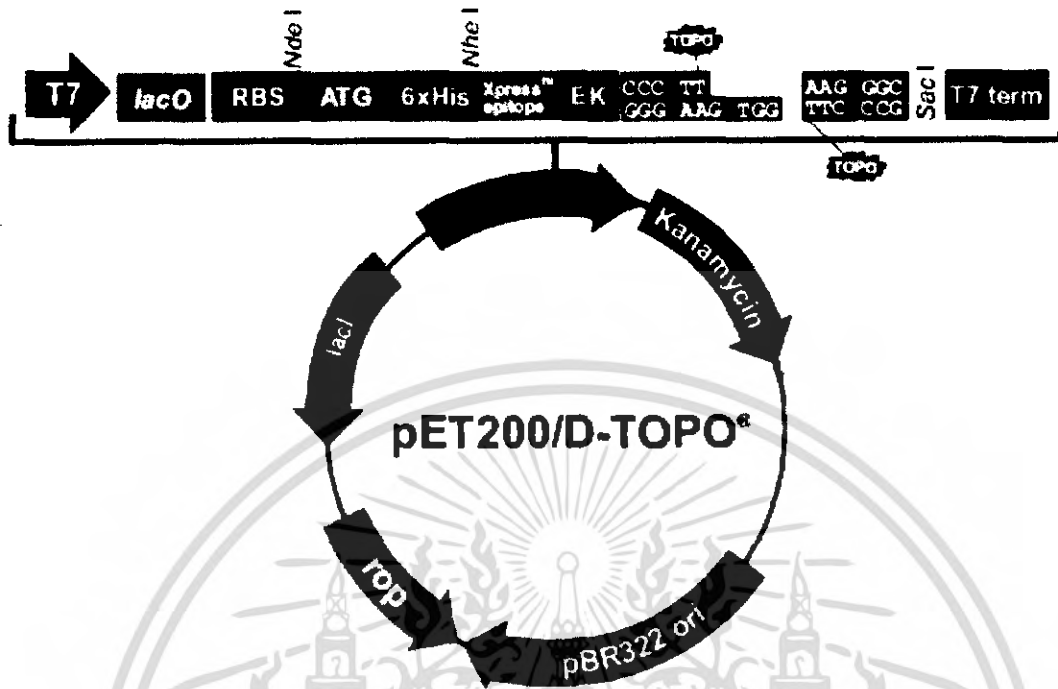 Nde I
Nhe I
TOPO
T7 lacO RBS ATG 6xHis Xpress™ epitope EK CCC TT AAG GGC Sac I T7 term
GGG AAG TGG TTC CCG
TOPO
Kanamycin
lacI
pET200/D-TOPO®
rop
pBR322 ori